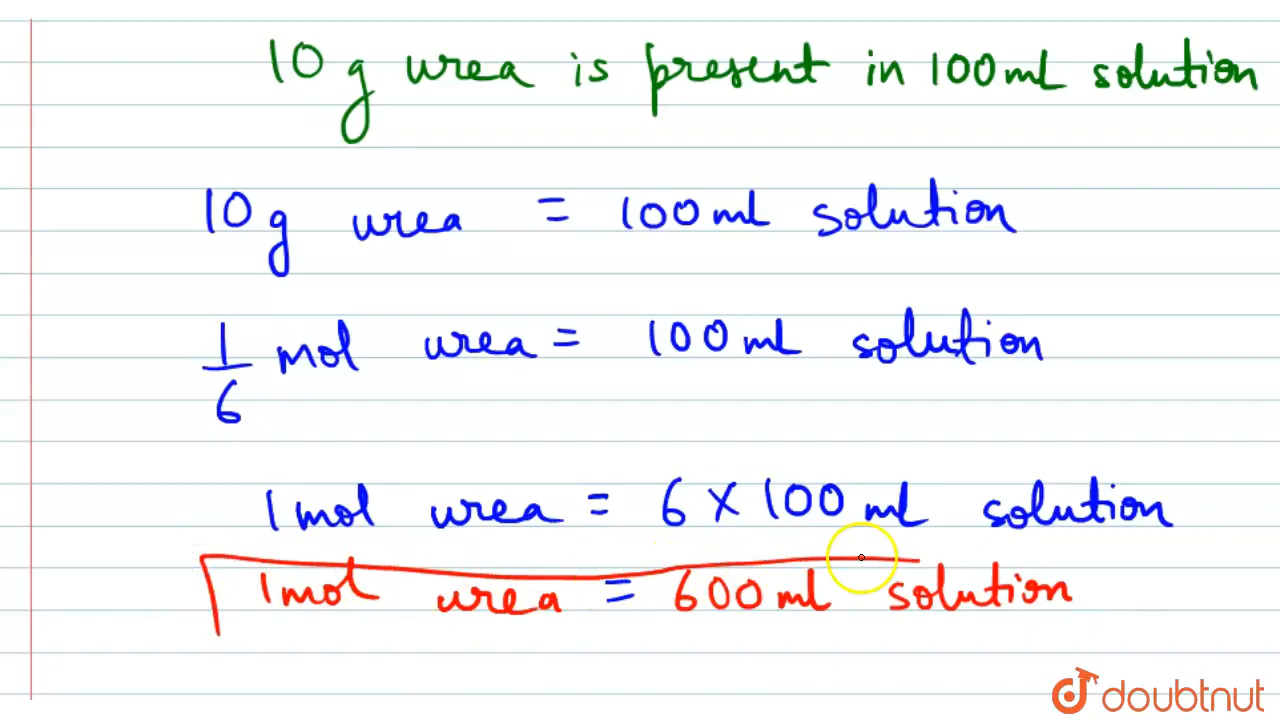 10 g urea is present in 100 ml solution
10 g urea = 100 ml solution
1/6 mol urea = 100 ml solution
1 mol urea = 6 × 100 ml solution
1 mol urea = 600 ml solution
doubtnut